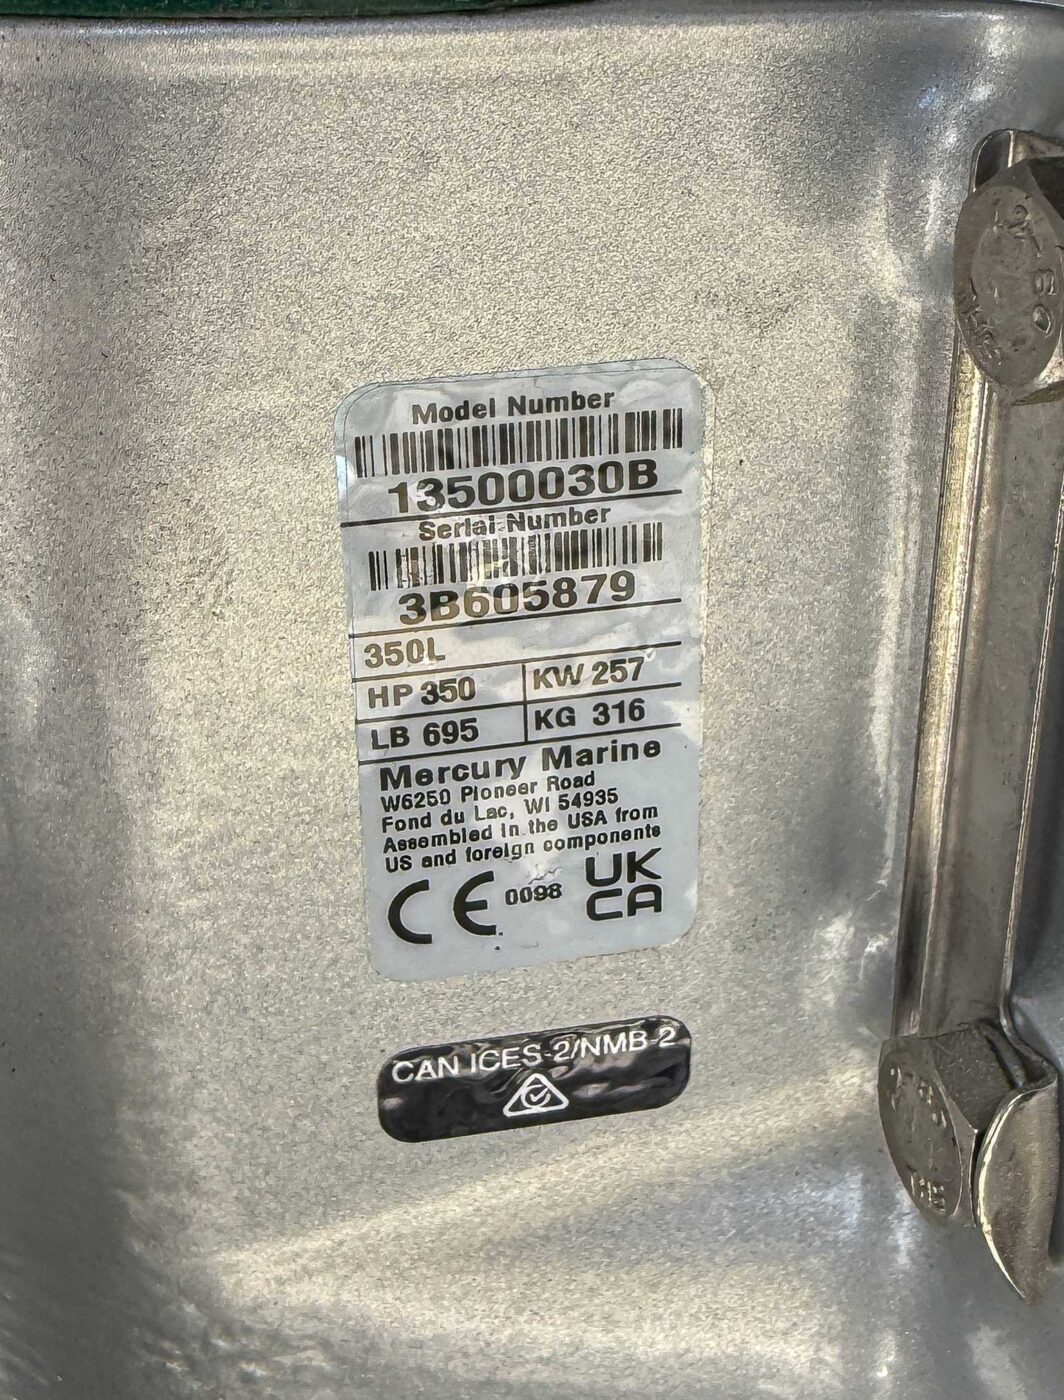 Model Number
13500030B
Serial Number
3B605879
350L
HP 350 KW 257
LB 695 KG 316
Mercury Marine
W6250 Pioneer Road
Fond du Lac, WI 54935
Assembled in the USA from
US and foreign components
CE 0098 UK
CA
CAN ICES-2/NMB-2